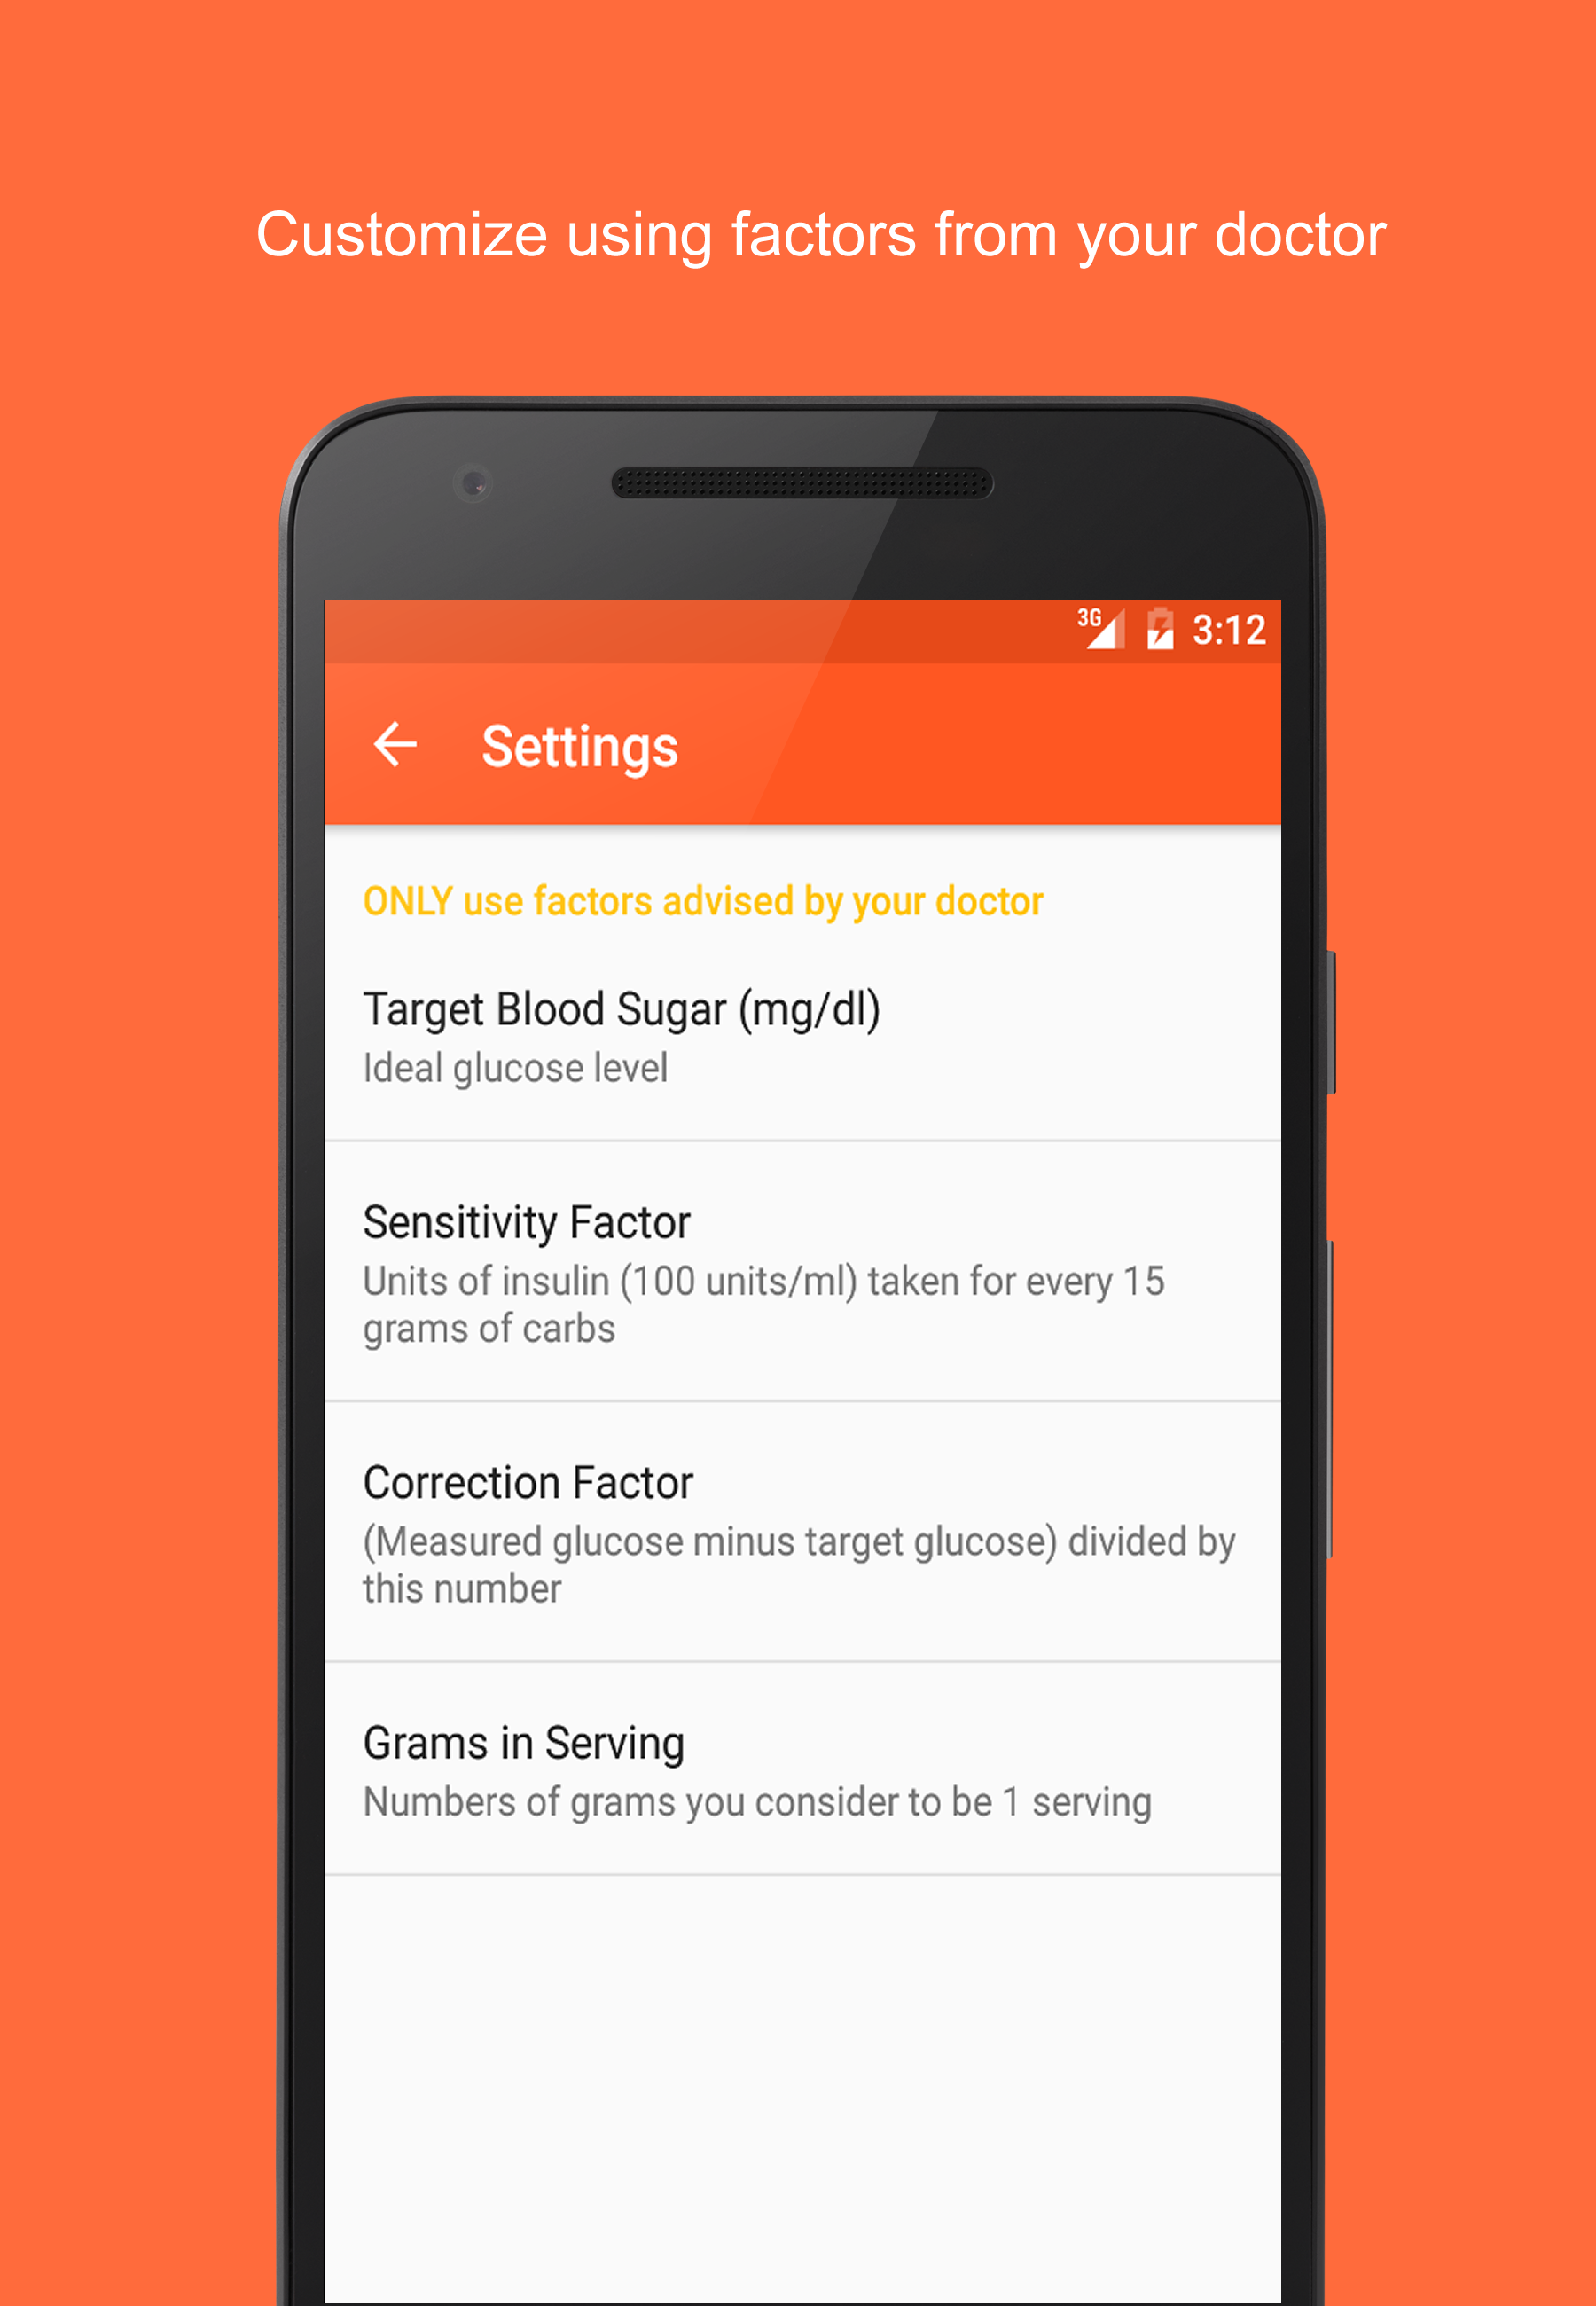 Customize using factors from your doctor
3G 3:12
Settings
ONLY use factors advised by your doctor
Target Blood Sugar (mg/dl)
Ideal glucose level
Sensitivity Factor
Units of insulin (100 units/ml) taken for every 15
grams of carbs
Correction Factor
(Measured glucose minus target glucose) divided by
this number
Grams in Serving
Numbers of grams you consider to be 1 serving